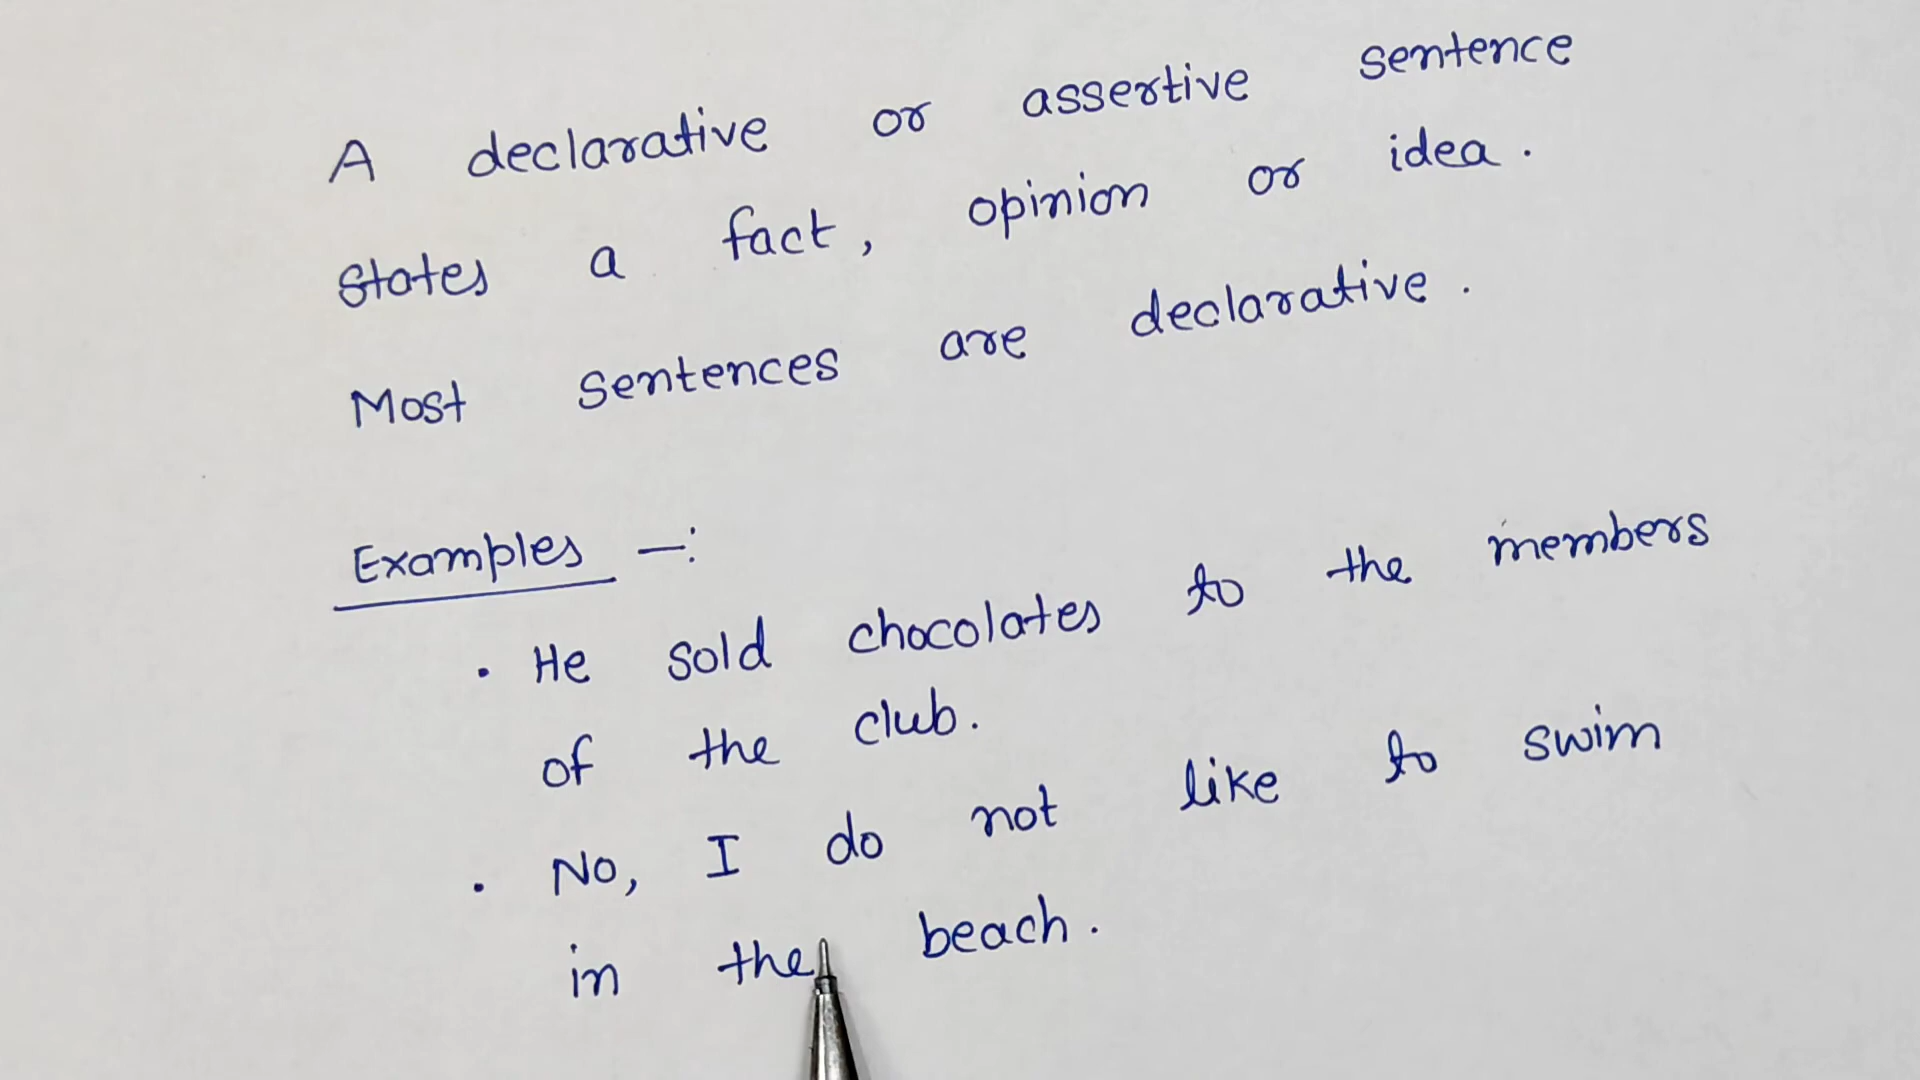 A declarative or assertive sentence
states a fact, opinion or idea.
Most sentences are declarative.
Examples -:
. He sold chocolates to the members
of the club.
. No, I do not like to swim
in the beach.